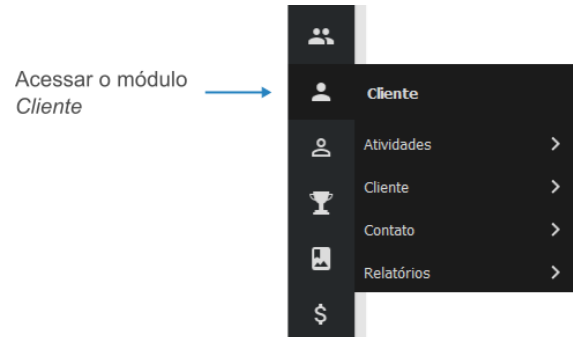 Acessar o módulo
Cliente
Cliente
Atividades
Cliente
Contato
Relatórios
$